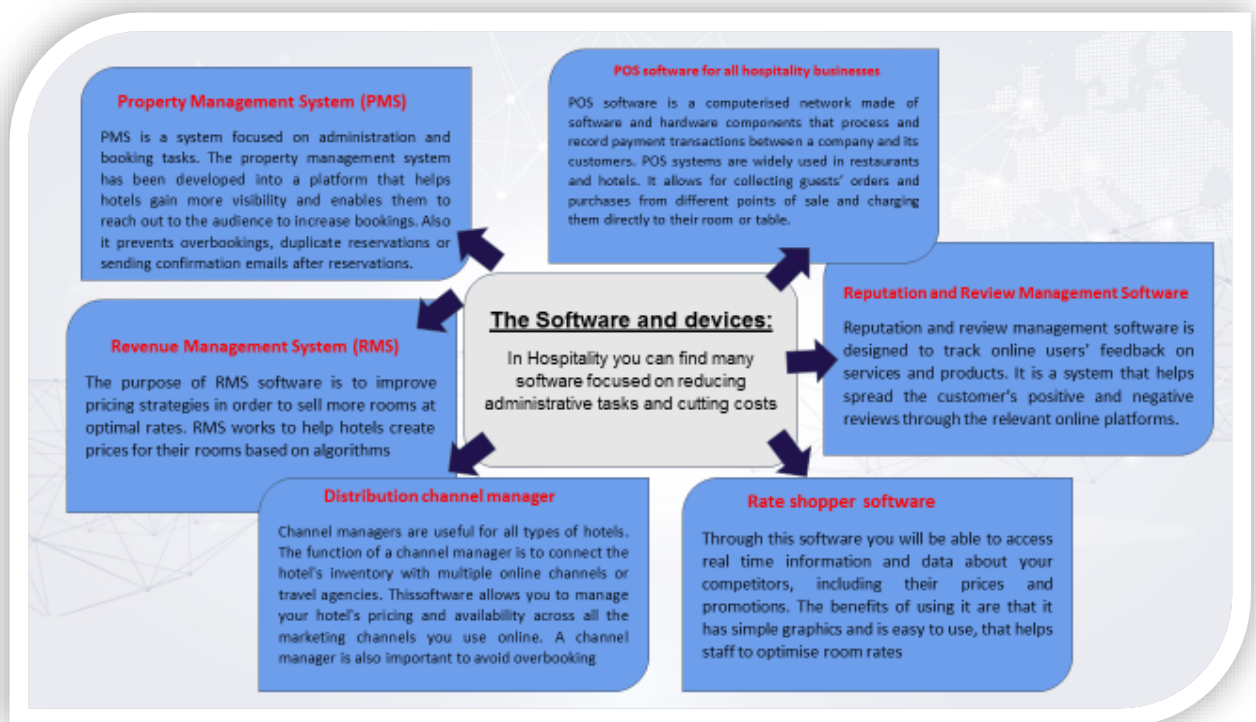 Property Management System (PMS)
PMS is a system focused on administration and
booking tasks. The property management system
has been developed into a platform that helps
hotels gain more visibility and enables them to
reach out to the audience to increase bookings. Also
it prevents overbookings, duplicate reservations or
sending confirmation emails after reservations.
POS software for all hospitality businesses
POS software is a computerised network made of
software and hardware components that process and
record payment transactions between a company and its
customers. POS systems are widely used in restaurants
and hotels. It allows for collecting guests' orders and
purchases from different points of sale and charging
them directly to their room or table.
The Software and devices:
In Hospitality you can find many
software focused on reducing
administrative tasks and cutting costs
Reputation and Review Management Software
Reputation and review management software is
designed to track online users' feedback on
services and products. It is a system that helps
spread the customer's positive and negative
reviews through the relevant online platforms.
Revenue Management System (RMS)
The purpose of RMS software is to improve
pricing strategies in order to sell more rooms at
optimal rates. RMS works to help hotels create
prices for their rooms based on algorithms
Distribution channel manager
Channel managers are useful for all types of hotels.
The function of a channel manager is to connect the
hotel's inventory with multiple online channels or
travel agencies. Thissoftware allows you to manage
your hotel's pricing and availability across all the
marketing channels you use online. A channel
manager is also important to avoid overbooking
Rate shopper software
Through this software you will be able to access
real time information and data about your
competitors, including their prices and
promotions. The benefits of using it are that it
has simple graphics and is easy to use, that helps
staff to optimise room rates